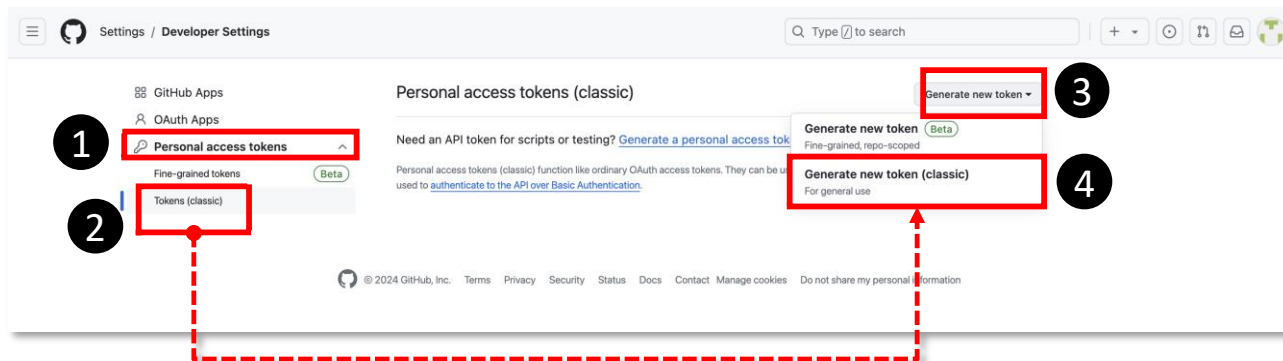 Settings / Developer Settings
Type / to search
GitHub Apps
OAuth Apps
1
Personal access tokens
Fine-grained tokens Beta
2
Tokens (classic)
Personal access tokens (classic)
Generate new token
3
Need an API token for scripts or testing? Generate a personal access tok
Personal access tokens (classic) function like ordinary OAuth access tokens. They can be u
used to authenticate to the API over Basic Authentication.
Generate new token Beta
Fine-grained, repo-scoped
Generate new token (classic)
For general use
4
© 2024 GitHub, Inc. Terms Privacy Security Status Docs Contact Manage cookies Do not share my personal information